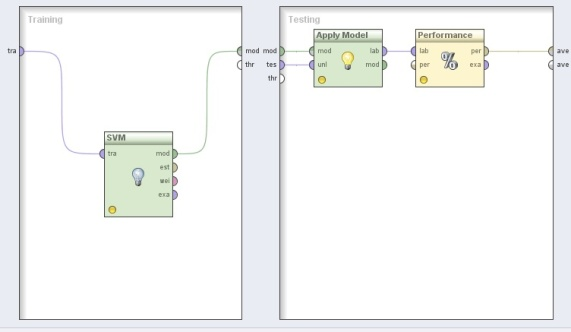 Training
tra
mod
thr
SVM
tra
mod
est
wei
exa
Testing
mod
tes
thr
Apply Model
mod
lab
unl
mod
Performance
lab
per
per
exa
%
ave
ave